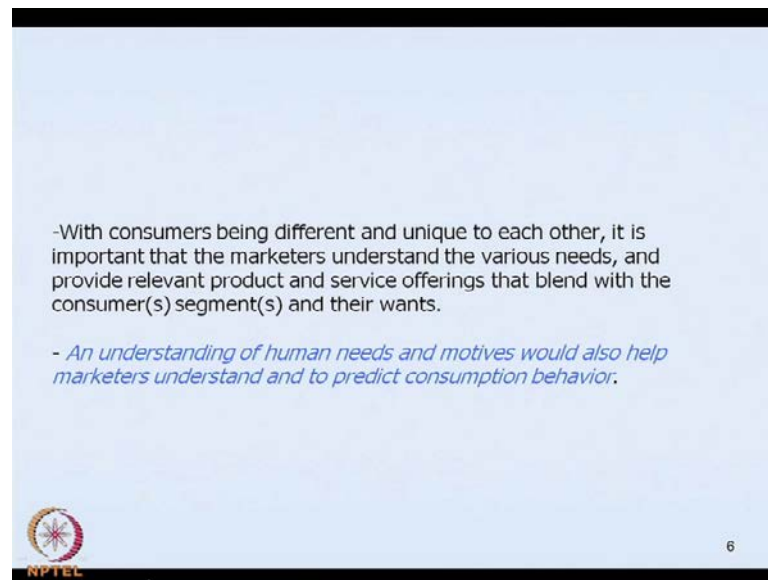 -With consumers being different and unique to each other, it is
important that the marketers understand the various needs, and
provide relevant product and service offerings that blend with the
consumer(s) segment(s) and their wants.
- An understanding of human needs and motives would also help
marketers understand and to predict consumption behavior.
NPTEL
6